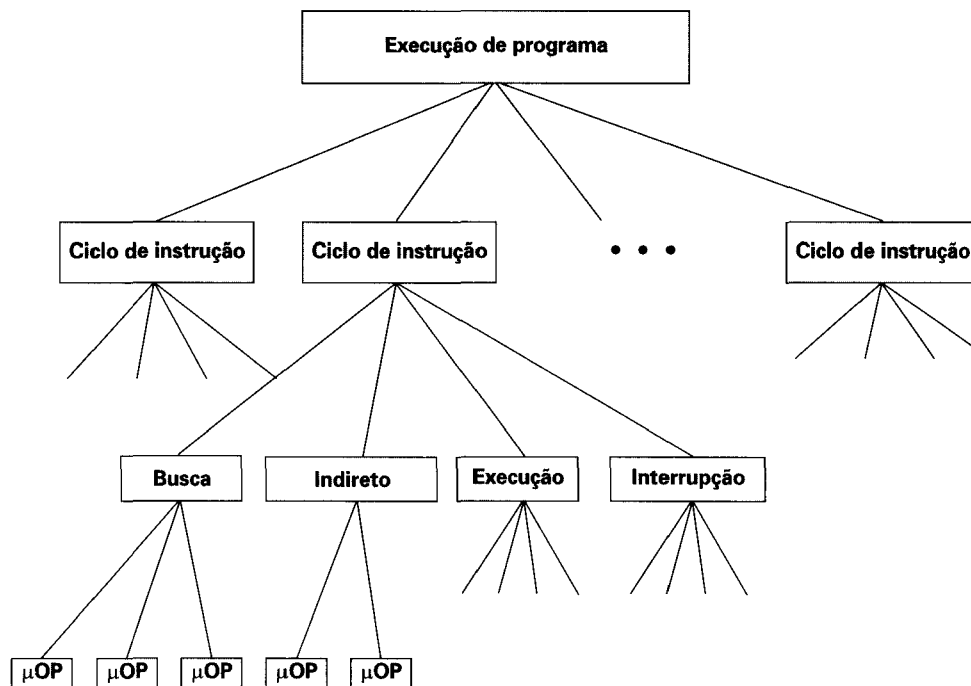 Execução de programa
Ciclo de instrução
Ciclo de instrução
• • •
Ciclo de instrução
Busca
Indireto
Execução
Interrupção
μOP
μOP
μOP
μOP
μOP